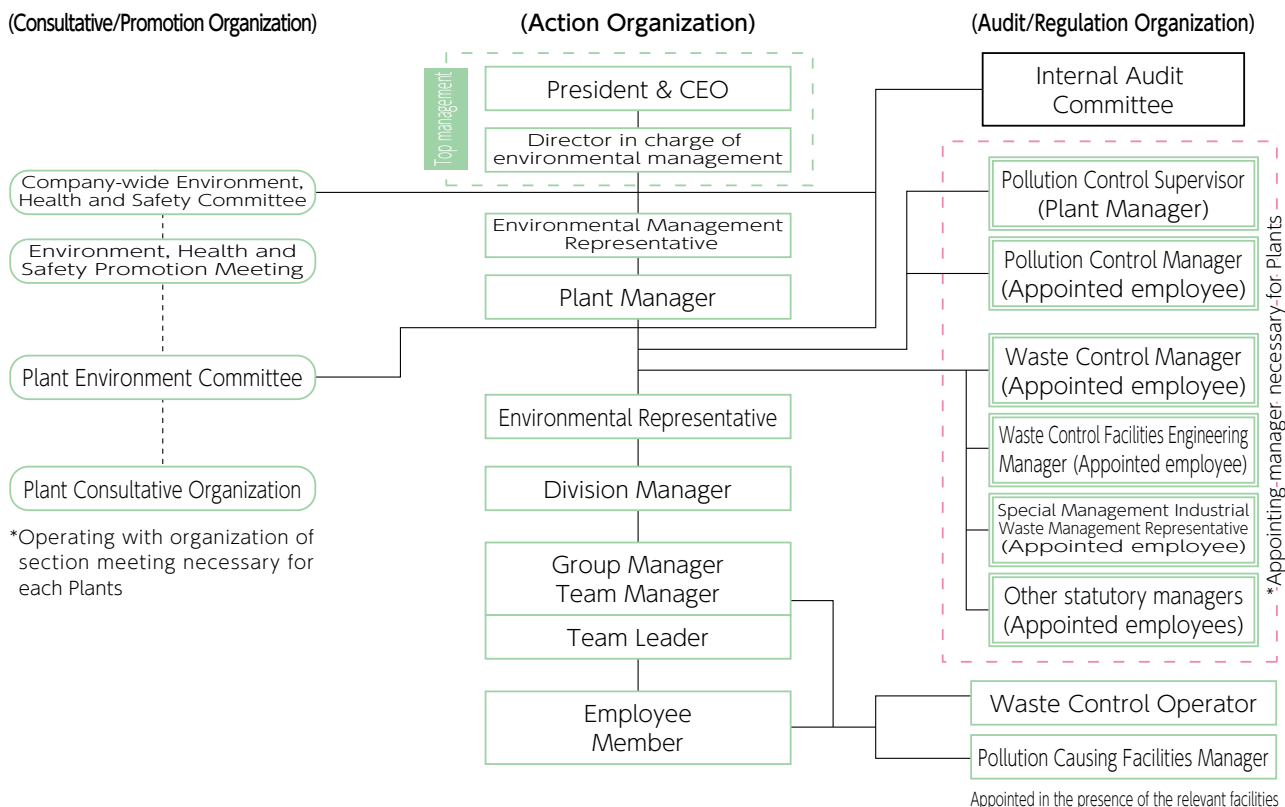 (Consultative/Promotion Organization)
(Action Organization)
(Audit/Regulation Organization)
Top management
President & CEO
Director in charge of
environmental management
Internal Audit
Committee
Company-wide Environment,
Health and Safety Committee
Environment, Health and
Safety Promotion Meeting
Environmental Management
Representative
Plant Manager
Pollution Control Supervisor
(Plant Manager)
Pollution Control Manager
(Appointed employee)
Plant Environment Committee
Waste Control Manager
(Appointed employee)
Environmental Representative
Waste Control Facilities Engineering
Manager (Appointed employee)
Plant Consultative Organization
*Operating with organization of
section meeting necessary for
each Plants
Division Manager
Special Management Industrial
Waste Management Representative
(Appointed employee)
Group Manager
Team Manager
Team Leader
Other statutory managers
(Appointed employees)
*Appointing manager necessary for Plants
Employee
Member
Waste Control Operator
Pollution Causing Facilities Manager
Appointed in the presence of the relevant facilities